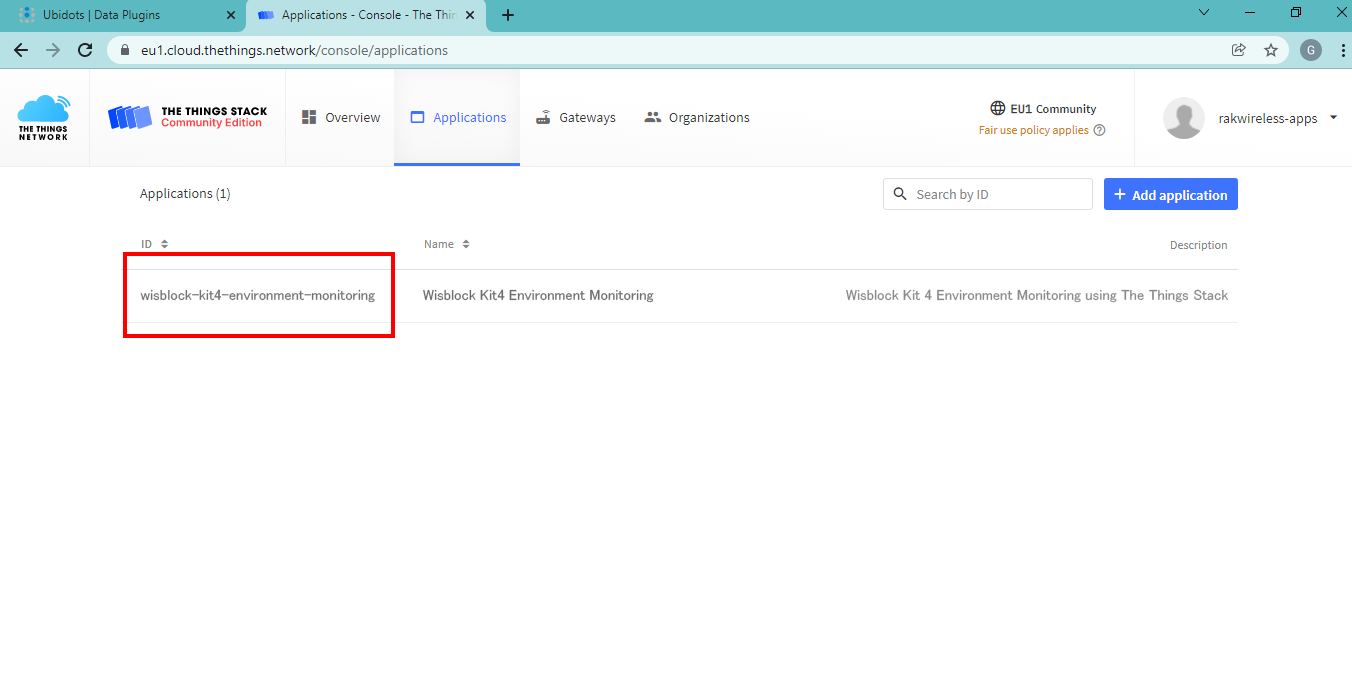 Ubidots | Data Plugins
Applications - Console - The Thin
eu1.cloud.thethings.network/console/applications
G
THE THINGS
NETWORK
THE THINGS STACK
Community Edition
Overview
Applications
Gateways
Organizations
EU1 Community
Fair use policy applies
rakwireless-apps
Applications (1)
Search by ID
+ Add application
ID
Name
Description
wisblock-kit4-environment-monitoring
Wisblock Kit4 Environment Monitoring
Wisblock Kit 4 Environment Monitoring using The Things Stack